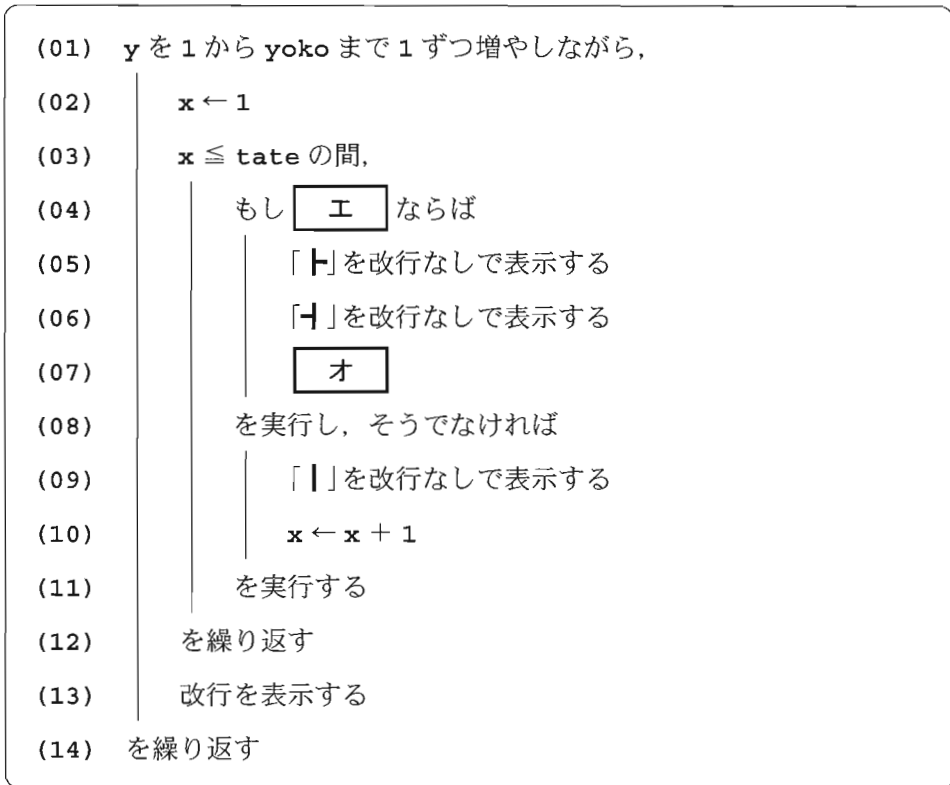 (01) y を 1 から yoko まで 1 ずつ増やしながら，
(02) x ← 1
(03) x ≦ tate の間，
(04) もし エ ならば
(05) 「┣」を改行なしで表示する
(06) 「┫」を改行なしで表示する
(07) オ
(08) を実行し，そうでなければ
(09) 「┃」を改行なしで表示する
(10) x ← x + 1
(11) を実行する
(12) を繰り返す
(13) 改行を表示する
(14) を繰り返す